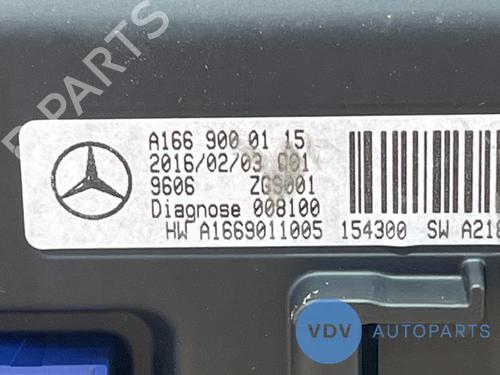 A166 900 01 15
2016/02/03 001
9606 ZGS001
Diagnose 008100
HW A1669011005 154300 SW A218
VDV AUTOPARTS
PARTS